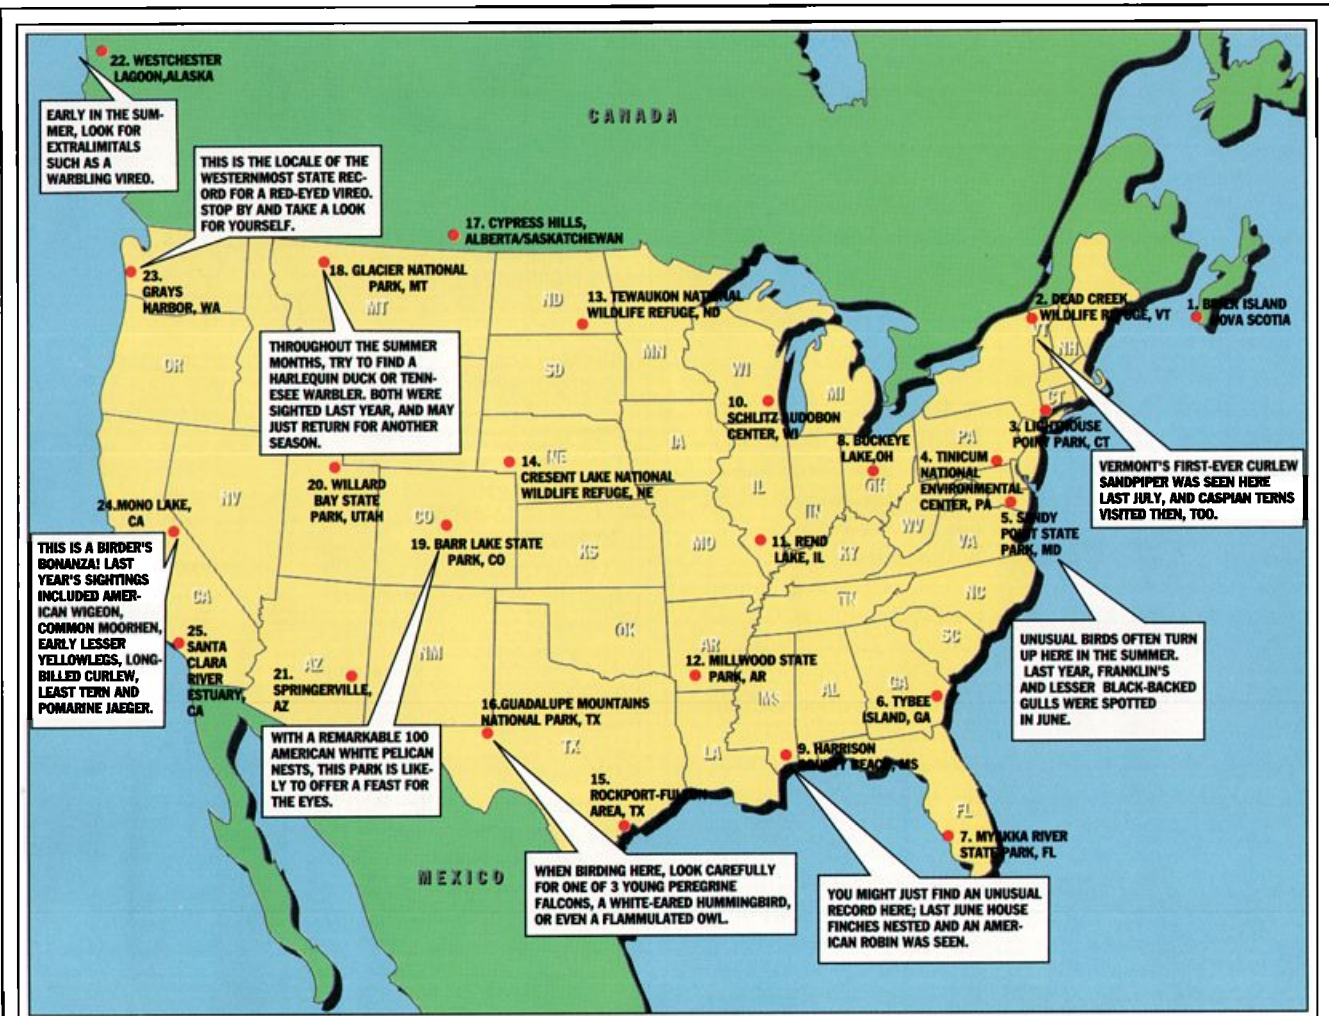 22. WESTCHESTER
LAGOON,ALASKA
EARLY IN THE SUM-
MER, LOOK FOR
EXTRALIMITALS
SUCH AS A
WARBLING VIREO.
CANADA
THIS IS THE LOCALE OF THE
WESTERNMOST STATE REC-
ORD FOR A RED-EYED VIREO.
STOP BY AND TAKE A LOOK
FOR YOURSELF.
17. CYPRESS HILLS,
ALBERTA/SASKATCHEWAN
23.
GRAYS
HARBOR, WA
18. GLACIER NATIONAL
PARK, MT
MT
ND
13. TEWAUKON NATIONAL
WILDLIFE REFUGE, ND
2. DEAD CREEK
WILDLIFE REFUGE, VT
VT
NH
1. ISLAND
NOVA SCOTIA
THROUGHOUT THE SUMMER
MONTHS, TRY TO FIND A
HARLEQUIN DUCK OR TENN-
ESEE WARBLER. BOTH WERE
SIGHTED LAST YEAR, AND MAY
JUST RETURN FOR ANOTHER
SEASON.
OR
SD
MN
WI
MI
CT
10.
SCHLITZ AUDOBON
CENTER, WI
3. LIGHTHOUSE
POINT PARK, CT
PA
IA
8. BUCKEYE
LAKE,OH
OH
4. TINICUM
NATIONAL
ENVIRONMENTAL
CENTER, PA
VERMONT'S FIRST-EVER CURLEW
SANDPIPER WAS SEEN HERE
LAST JULY, AND CASPIAN TERNS
VISITED THEN, TOO.
NE
14.
CRESENT LAKE NATIONAL
WILDLIFE REFUGE, NE
20. WILLARD
BAY STATE
PARK, UTAH
NV
24.MONO LAKE,
CA
CO
19. BARR LAKE STATE
PARK, CO
KS
MO
IL
IN
11. REND
LAKE, IL
KY
WV
VA
5. SANDY
POINT STATE
PARK, MD
THIS IS A BIRDER'S
BONANZA! LAST
YEAR'S SIGHTINGS
INCLUDED AMER-
ICAN WIGEON,
COMMON MOORHEN,
EARLY LESSER
YELLOWLEGS, LONG-
BILLED CURLEW,
LEAST TERN AND
POMARINE JAEGER.
CA
25.
SANTA
CLARA
RIVER
ESTUARY,
CA
AZ
21.
SPRINGERVILLE,
AZ
NM
OK
AR
12. MILLWOOD STATE
PARK, AR
TN
NC
SC
UNUSUAL BIRDS OFTEN TURN
UP HERE IN THE SUMMER.
LAST YEAR, FRANKLIN'S
AND LESSER BLACK-BACKED
GULLS WERE SPOTTED
IN JUNE.
MS
AL
GA
6. TYBEE
ISLAND, GA
16.GUADALUPE MOUNTAINS
NATIONAL PARK, TX
TX
LA
9. HARRISON
COUNTY BEACH, MS
WITH A REMARKABLE 100
AMERICAN WHITE PELICAN
NESTS, THIS PARK IS LIKE-
LY TO OFFER A FEAST FOR
THE EYES.
15.
ROCKPORT-FULTON
AREA, TX
FL
7. MYAKKA RIVER
STATE PARK, FL
MEXICO
WHEN BIRDING HERE, LOOK CAREFULLY
FOR ONE OF 3 YOUNG PEREGRINE
FALCONS, A WHITE-EARED HUMMINGBIRD,
OR EVEN A FLAMMULATED OWL.
YOU MIGHT JUST FIND AN UNUSUAL
RECORD HERE; LAST JUNE HOUSE
FINCHES NESTED AND AN AMER-
ICAN ROBIN WAS SEEN.